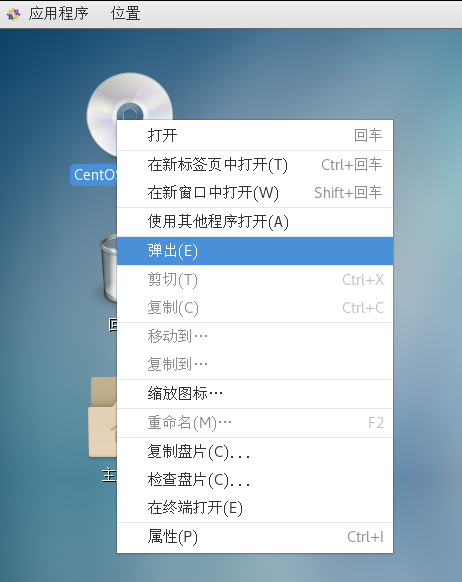 应用程序 位置
打开 回车
CentOS
在新标签页中打开(T) Ctrl+回车
在新窗口中打开(W) Shift+回车
使用其他程序打开(A)
弹出(E)
剪切(T) Ctrl+X
复制(C) Ctrl+C
移动到…
复制到…
缩放图标…
重命名(M)… F2
复制盘片(C)...
检查盘片(C)...
主
在终端打开(E)
属性(P) Ctrl+I